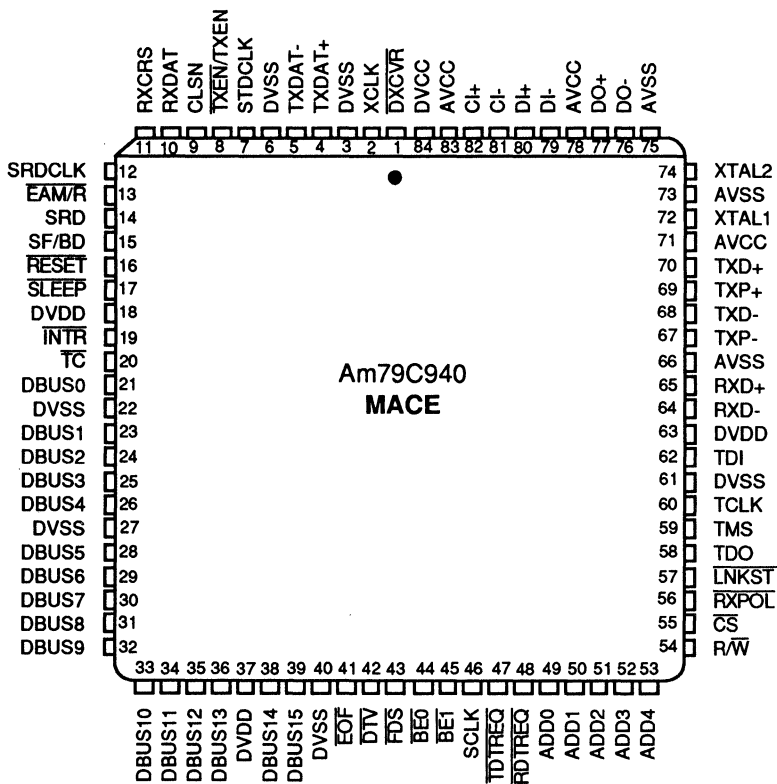 RXCRS
RXDAT
CLSN
TXEN/TXEN
STDCLK
DVSS
TXDAT-
TXDAT+
DVSS
XCLK
DXCVR
DVCC
AVCC
CI+
CI-
DI+
DI-
AVCC
DO+
DO-
AVSS
11 10 9 8 7 6 5 4 3 2 1 84 83 82 81 80 79 78 77 76 75
SRDCLK 12
EAM/R 13
SRD 14
SF/BD 15
RESET 16
SLEEP 17
DVDD 18
INTR 19
TC 20
DBUS0 21
DVSS 22
DBUS1 23
DBUS2 24
DBUS3 25
DBUS4 26
DVSS 27
DBUS5 28
DBUS6 29
DBUS7 30
DBUS8 31
DBUS9 32
Am79C940
MACE
74 XTAL2
73 AVSS
72 XTAL1
71 AVCC
70 TXD+
69 TXP+
68 TXD-
67 TXP-
66 AVSS
65 RXD+
64 RXD-
63 DVDD
62 TDI
61 DVSS
60 TCLK
59 TMS
58 TDO
57 LNKST
56 RXPOL
55 CS
54 R/W
33 34 35 36 37 38 39 40 41 42 43 44 45 46 47 48 49 50 51 52 53
DBUS10
DBUS11
DBUS12
DBUS13
DVDD
DBUS14
DBUS15
DVSS
EOF
DTV
FDS
BE0
BE1
SCLK
TDTREQ
RDTREQ
ADD0
ADD1
ADD2
ADD3
ADD4